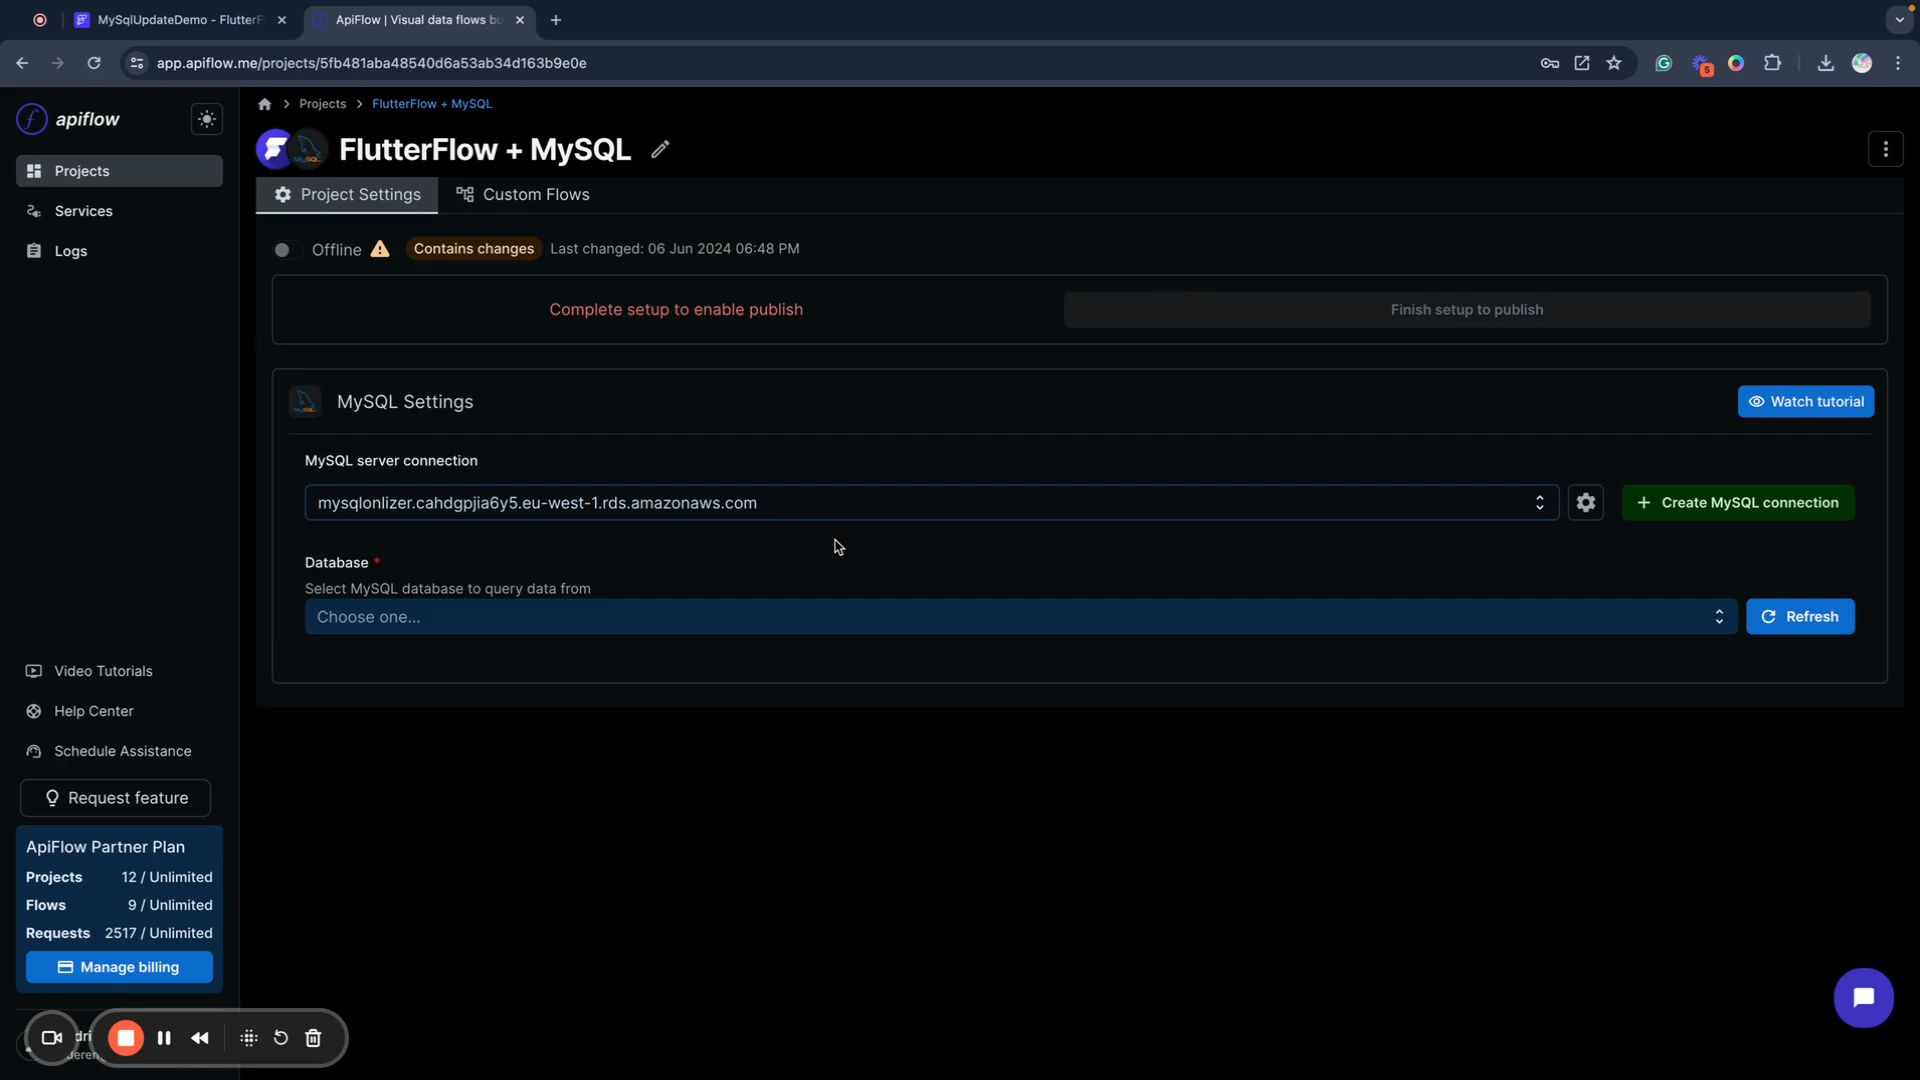 MySqlUpdateDemo - FlutterF
ApiFlow | Visual data flows bu
app.apiflow.me/projects/5fb481aba48540d6a53ab34d163b9e0e
5
apiflow
Projects
Services
Logs
Projects
FlutterFlow + MySQL
FlutterFlow + MySQL
Project Settings
Custom Flows
Offline
Contains changes
Last changed: 06 Jun 2024 06:48 PM
Complete setup to enable publish
Finish setup to publish
MySQL Settings
Watch tutorial
MySQL server connection
mysqlonlizer.cahdgpjjia6y5.eu-west-1.rds.amazonaws.com
Create MySQL connection
Database *
Select MySQL database to query data from
Choose one...
Refresh
Video Tutorials
Help Center
Schedule Assistance
Request feature
ApiFlow Partner Plan
Projects 12 / Unlimited
Flows 9 / Unlimited
Requests 2517 / Unlimited
Manage billing